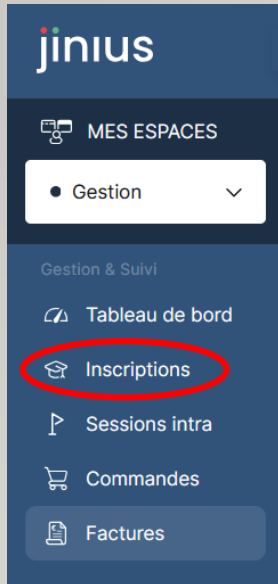 jinius
MES ESPACES
Gestion
Gestion & Suivi
Tableau de bord
Inscriptions
Sessions intra
Commandes
Factures